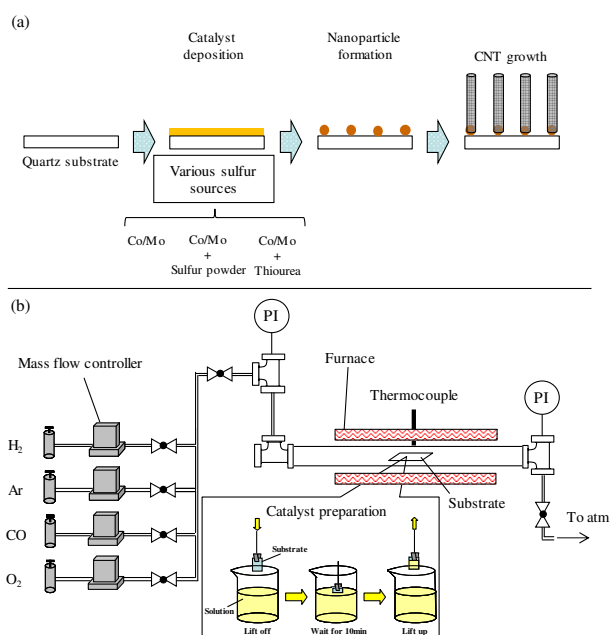 (a)
Catalyst
deposition
Nanoparticle
formation
CNT growth
Quartz substrate
Various sulfur
sources
Co/Mo
Co/Mo
+
Sulfur powder
Co/Mo
+
Thiourea
(b)
PI
Mass flow controller
Furnace
Thermocouple
PI
H2
Ar
CO
O2
Substrate
To atm
Catalyst preparation
Substrate
Solution
Lift off
Wait for 10min
Lift up